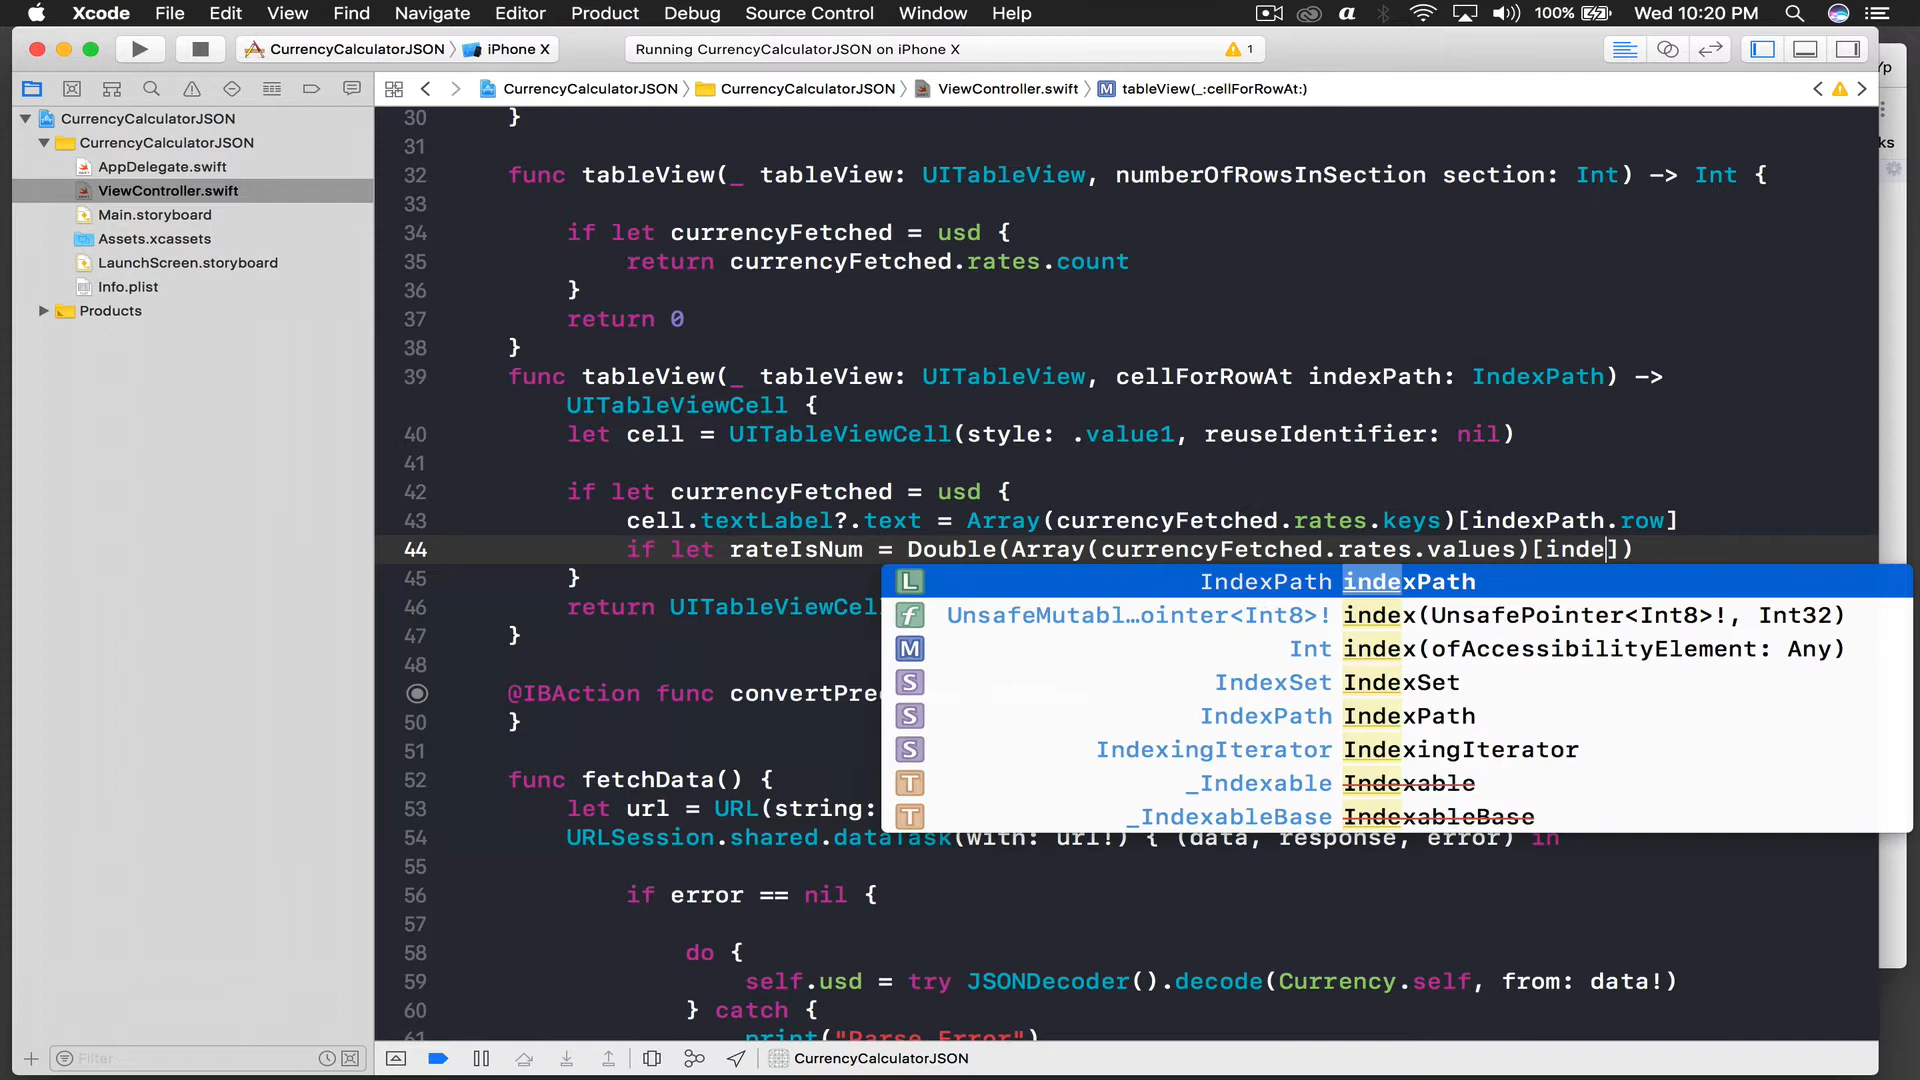 Xcode File Edit View Find Navigate Editor Product Debug Source Control Window Help 100% Wed 10:20 PM
CurrencyCalculatorJSON iPhone X Running CurrencyCalculatorJSON on iPhone X 1
CurrencyCalculatorJSON CurrencyCalculatorJSON ViewController.swift M tableView(_:cellForRowAt:)
CurrencyCalculatorJSON
CurrencyCalculatorJSON
AppDelegate.swift
ViewController.swift
Main.storyboard
Assets.xcassets
LaunchScreen.storyboard
Info.plist
Products
Filter
30 }
31
32 func tableView(_ tableView: UITableView, numberOfRowsInSection section: Int) -> Int {
33
34 if let currencyFetched = usd {
35 return currencyFetched.rates.count
36 }
37 return 0
38 }
39 func tableView(_ tableView: UITableView, cellForRowAt indexPath: IndexPath) ->
UITableViewCell {
40 let cell = UITableViewCell(style: .value1, reuseIdentifier: nil)
41
42 if let currencyFetched = usd {
43 cell.textLabel?.text = Array(currencyFetched.rates.keys)[indexPath.row]
44 if let rateIsNum = Double(Array(currencyFetched.rates.values)[inde])
45 }
46 return UITableViewCel
47 }
48
@IBAction func convertPre
50 }
51
52 func fetchData() {
53 let url = URL(string:
54 URLSession.shared.dataTask(with: url!) { (data, response, error) in
55
56 if error == nil {
57
58 do {
59 self.usd = try JSONDecoder().decode(Currency.self, from: data!)
60 } catch {
61 print("Parse Error")
L IndexPath indexPath
f UnsafeMutabl…ointer<Int8>! index(UnsafePointer<Int8>!, Int32)
M Int index(ofAccessibilityElement: Any)
S IndexSet IndexSet
S IndexPath IndexPath
S IndexingIterator IndexingIterator
T _Indexable Indexable
T _IndexableBase IndexableBase
CurrencyCalculatorJSON
yp
ks